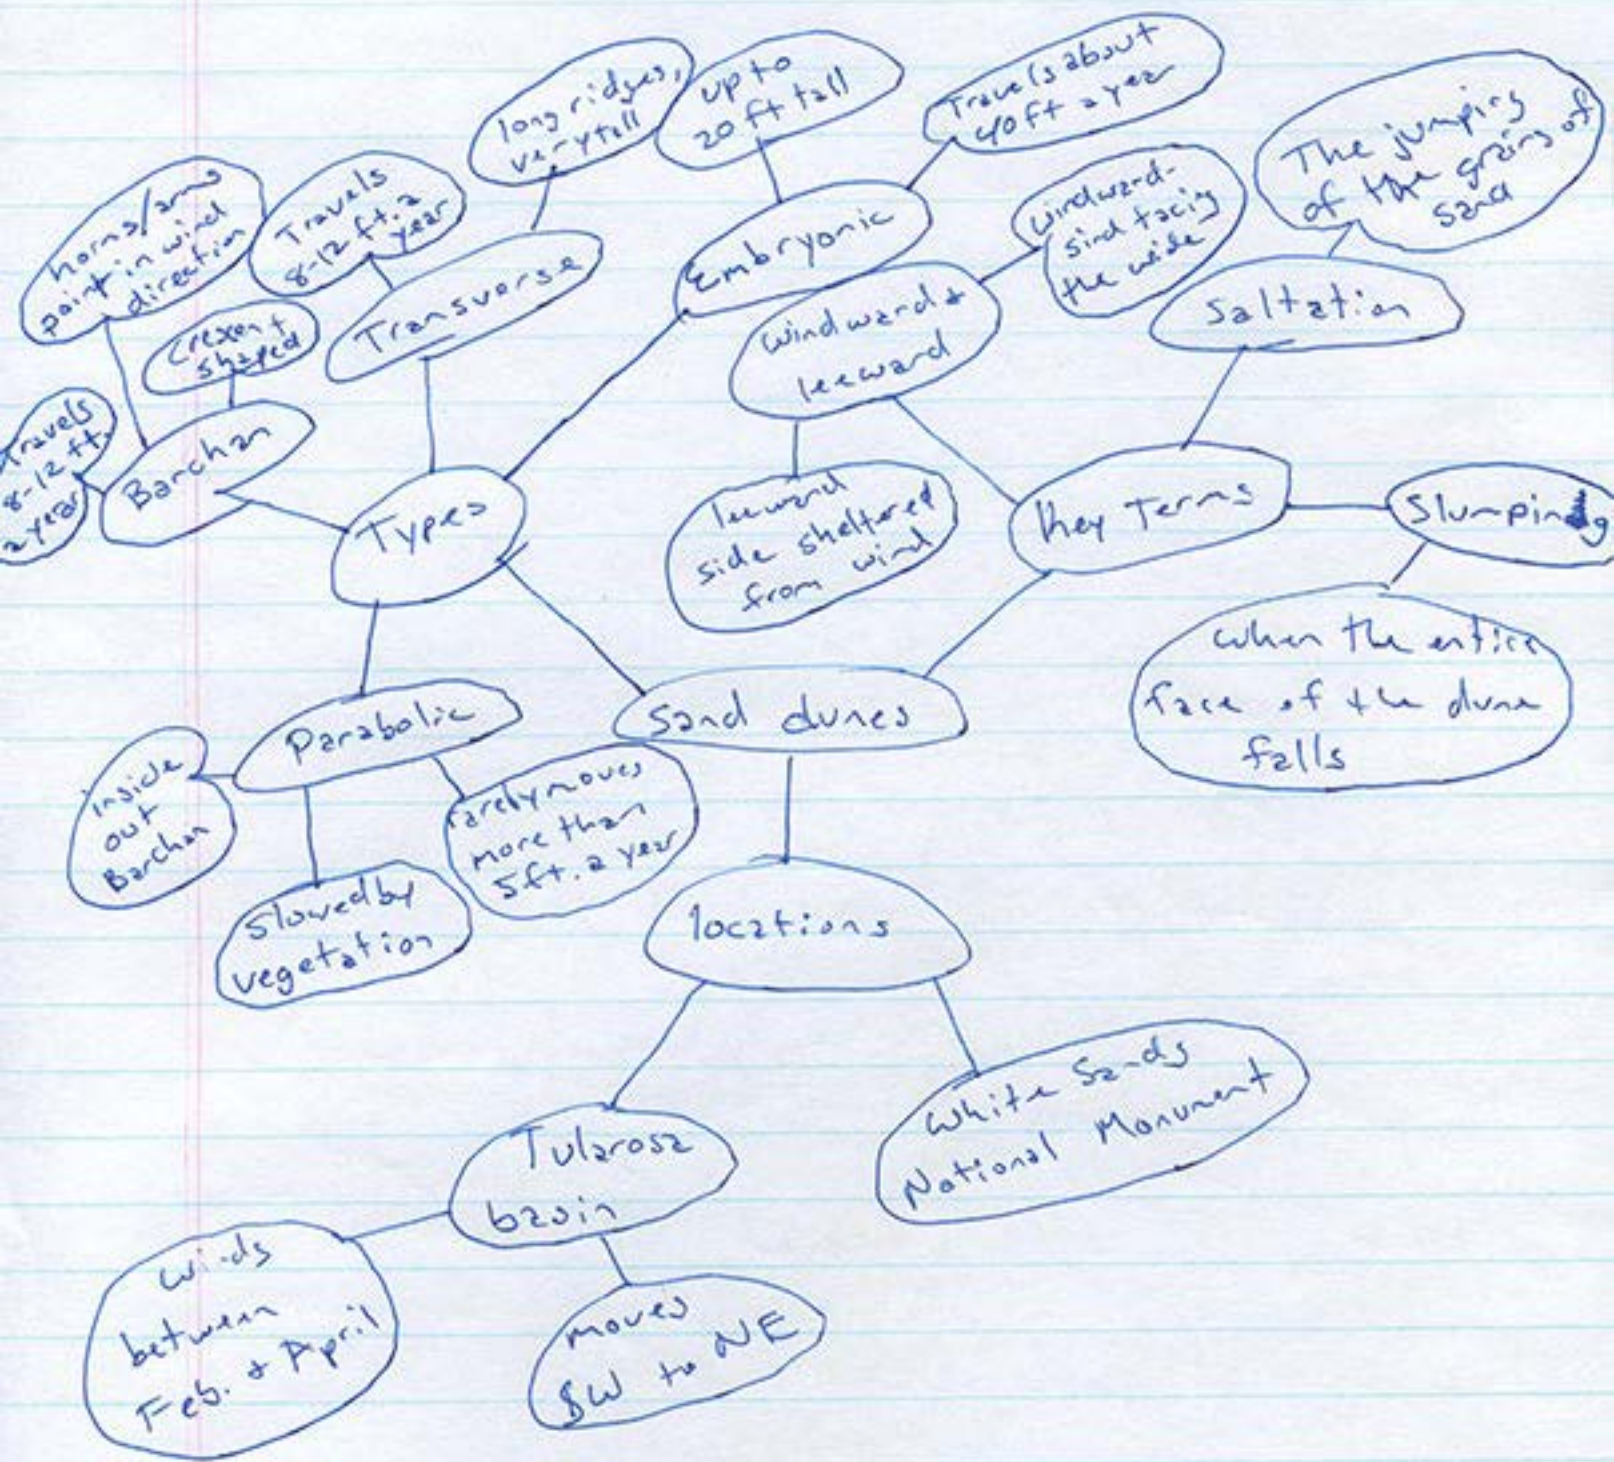 long ridges,
very tall
up to
20 ft tall
Travels about
40 ft a year
The jumping
of the grains of
sand
horns/arms
point in wind
direction
Travels
8-12 ft. a
year
Transverse
Embryonic
windward-
sind facig
the wide
Saltation
Crexent
shaped
windward &
leeward
Travels
8-12 ft.
a year
Barchan
Types
leeward
side sheltered
from wind
Key Terms
Slumping
when the entire
face of the dune
falls
Parabolic
Sand dunes
inside
out
Barchan
slowed by
vegetation
rarely moves
more than
5ft. a year
locations
Tularosa
basin
White Sands
National Monument
winds
between
Feb. & April
moves
SW to NE